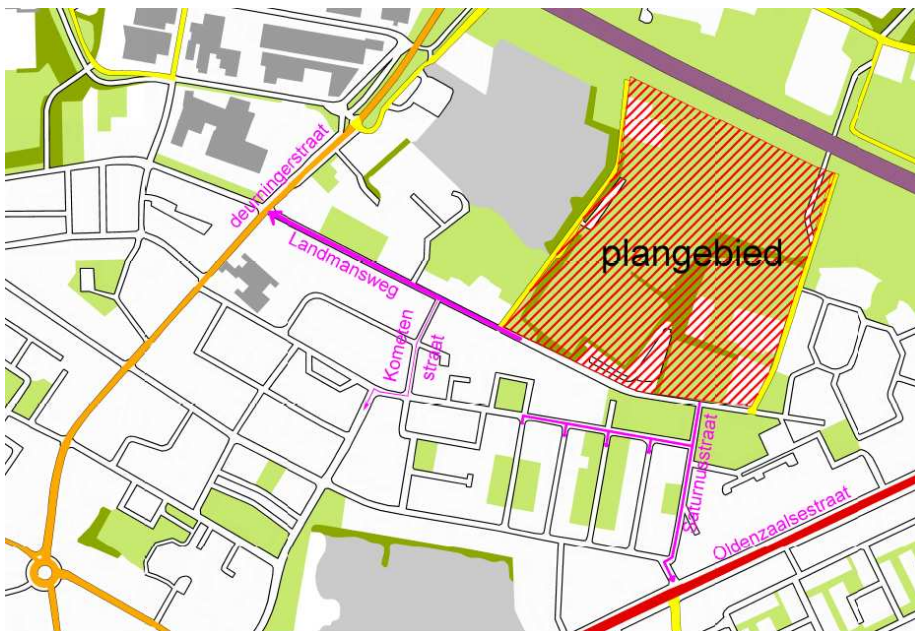 deurningerstraat
plangebied
Landmansweg
Kometen
straat
Saturnusstraat
Oldenzaalsestraat